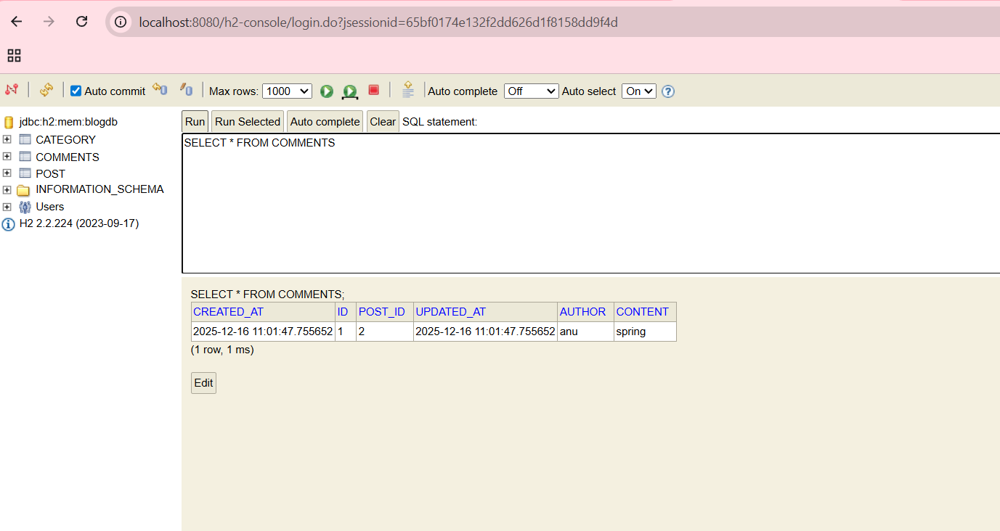 localhost:8080/h2-console/login.do?jsessionid=65bf0174e132f2dd626d1f8158dd9f4d
Auto commit Max rows: 1000 Auto complete Off Auto select On
jdbc:h2:mem:blogdb
CATEGORY
COMMENTS
POST
INFORMATION_SCHEMA
Users
H2 2.2.224 (2023-09-17)
Run Run Selected Auto complete Clear SQL statement:
SELECT * FROM COMMENTS
SELECT * FROM COMMENTS;
CREATED_AT ID POST_ID UPDATED_AT AUTHOR CONTENT
2025-12-16 11:01:47.755652 1 2 2025-12-16 11:01:47.755652 anu spring
(1 row, 1 ms)
Edit